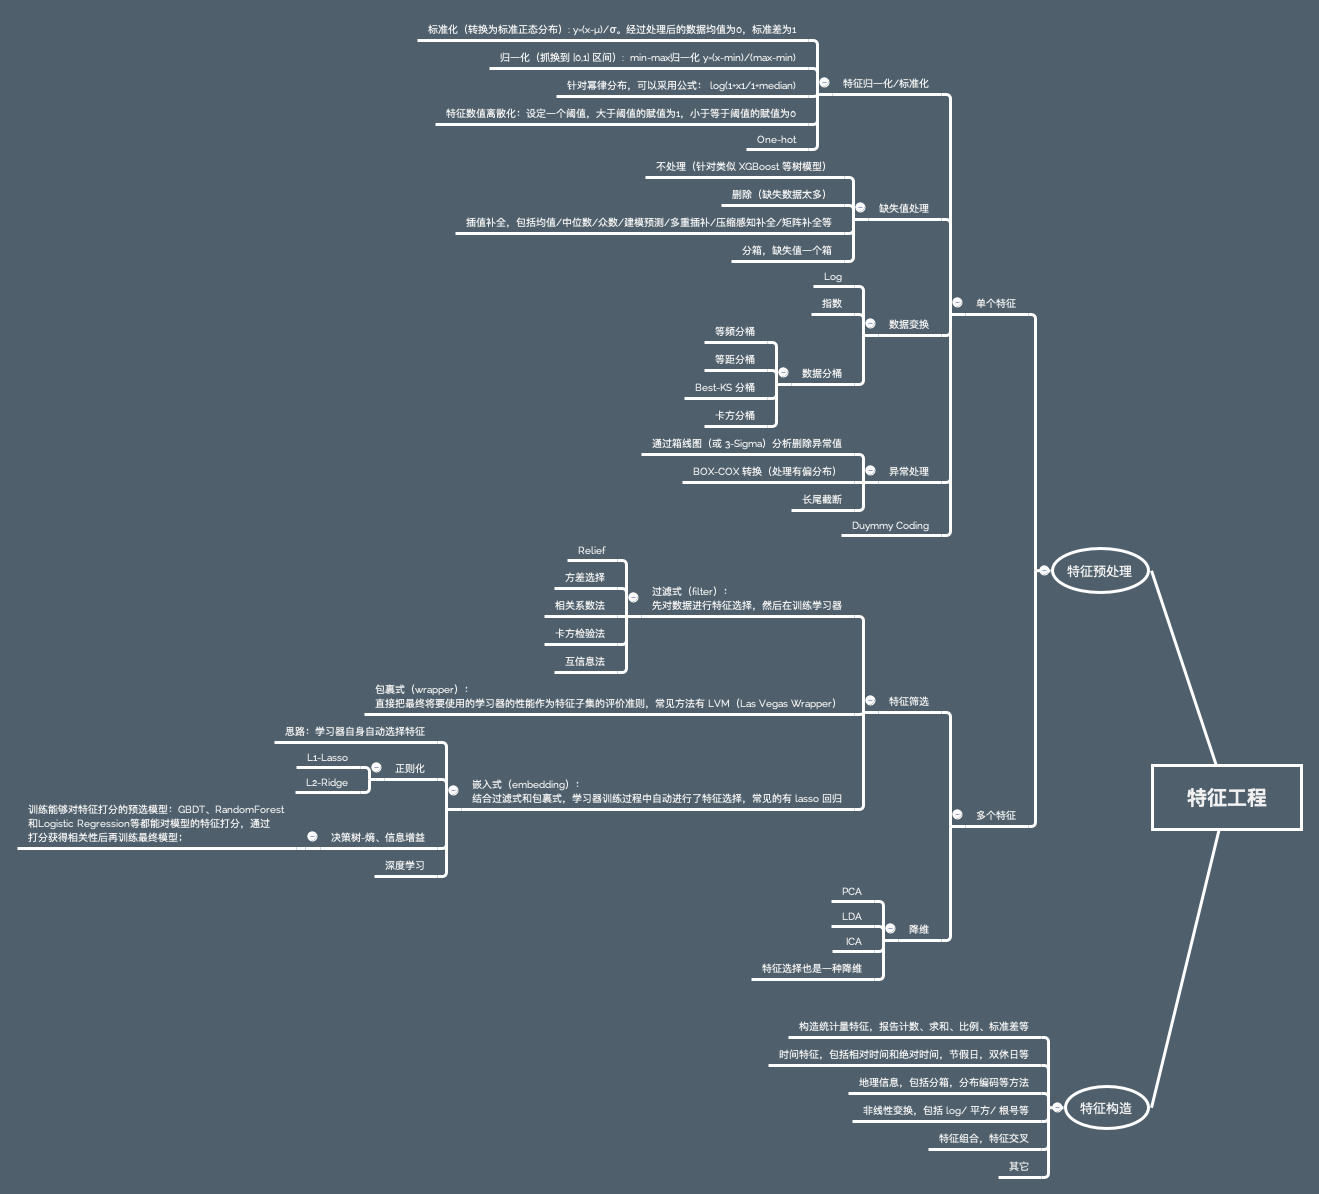 标准化（转换为标准正态分布）: y=(x-μ)/σ。经过处理后的数据均值为0，标准差为1
归一化（抓换到 [0,1] 区间）: min-max归一化 y=(x-min)/(max-min)
针对幂律分布，可以采用公式： log(1+x1/1+median)
特征数值离散化：设定一个阈值，大于阈值的赋值为1，小于等于阈值的赋值为0
One-hot
特征归一化/标准化
不处理（针对类似 XGBoost 等树模型）
删除（缺失数据太多）
插值补全，包括均值/中位数/众数/建模预测/多重插补/压缩感知补全/矩阵补全等
分箱，缺失值一个箱
缺失值处理
Log
指数
等频分桶
等距分桶
Best-KS 分桶
卡方分桶
数据分桶
数据变换
单个特征
通过箱线图（或 3-Sigma）分析删除异常值
BOX-COX 转换（处理有偏分布）
长尾截断
异常处理
Duymmy Coding
特征预处理
Relief
方差选择
相关系数法
卡方检验法
互信息法
过滤式（filter）：
先对数据进行特征选择，然后在训练学习器
包裹式（wrapper）：
直接把最终将要使用的学习器的性能作为特征子集的评价准则，常见方法有 LVM（Las Vegas Wrapper）
特征筛选
思路：学习器自身自动选择特征
L1-Lasso
L2-Ridge
正则化
嵌入式（embedding）：
结合过滤式和包裹式，学习器训练过程中自动进行了特征选择，常见的有 lasso 回归
训练能够对特征打分的预选模型：GBDT、RandomForest
和Logistic Regression等都能对模型的特征打分，通过
打分获得相关性后再训练最终模型；
决策树-熵、信息增益
深度学习
多个特征
PCA
LDA
ICA
特征选择也是一种降维
降维
特征工程
构造统计量特征，报告计数、求和、比例、标准差等
时间特征，包括相对时间和绝对时间，节假日，双休日等
地理信息，包括分箱，分布编码等方法
非线性变换，包括 log/ 平方/ 根号等
特征组合，特征交叉
其它
特征构造